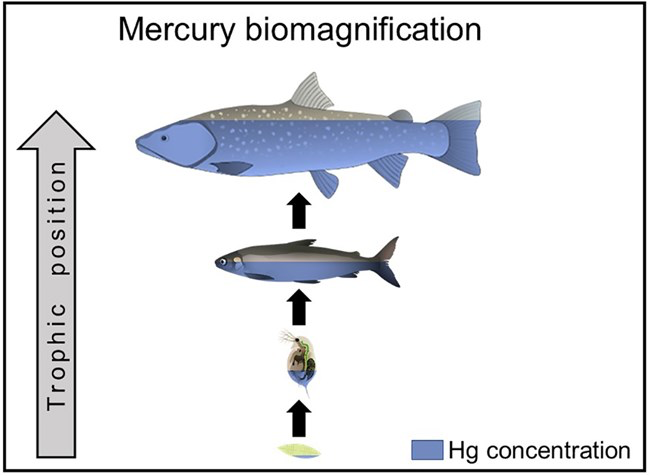 Mercury biomagnification
Trophic position
Hg concentration